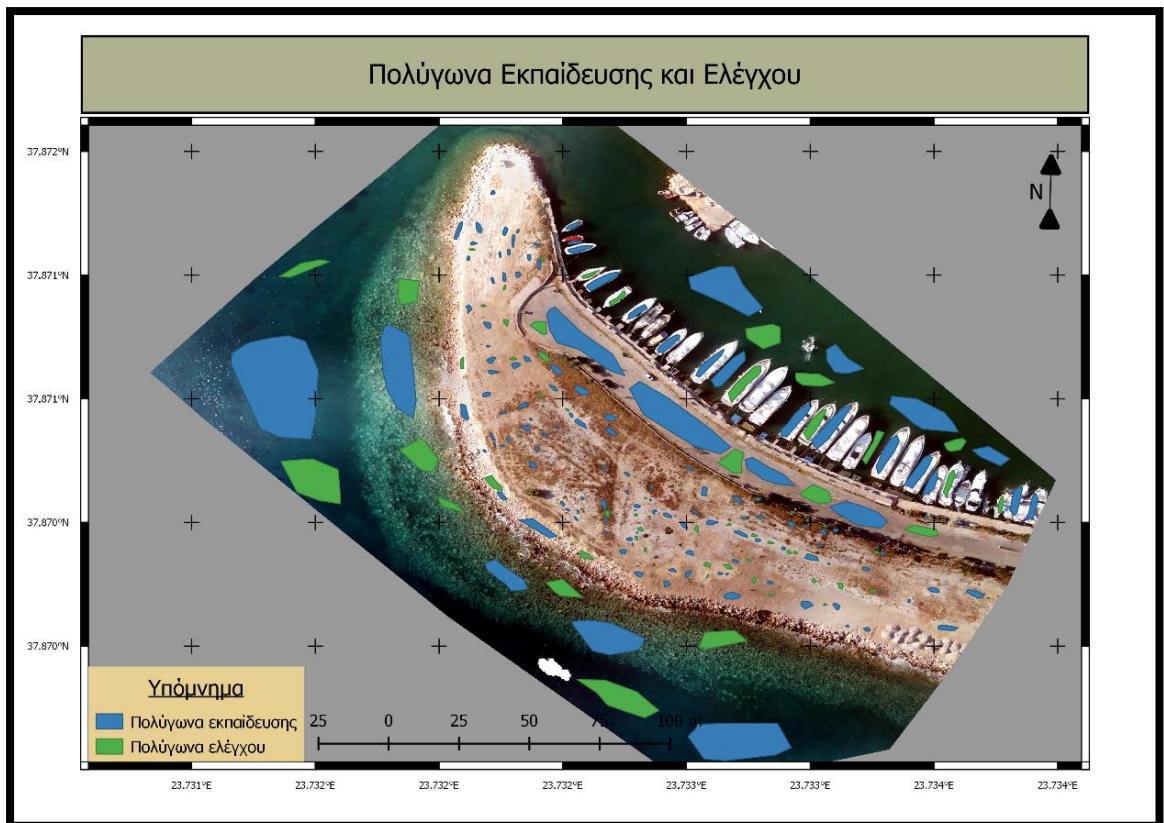 Πολύγωνα Εκπαίδευσης και Ελέγχου
37.872°N
N
37.871°N
37.871°N
37.870°N
37.870°N
Υπόμνημα
Πολύγωνα εκπαίδευσης
Πολύγωνα ελέγχου
25 0 25 50 75 100 m
23.731°E 23.732°E 23.732°E 23.732°E 23.733°E 23.733°E 23.734°E 23.734°E